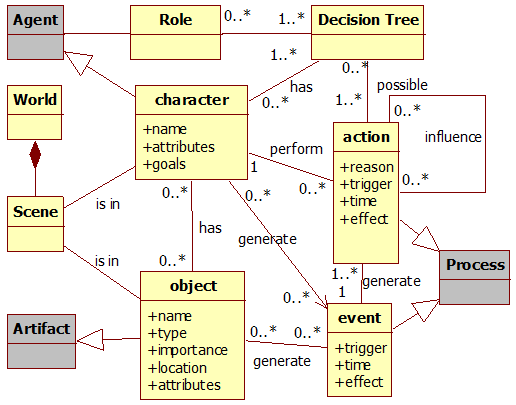 Agent
Role
0..*
1..*
Decision Tree
1..*
has
0..*
0..*
possible
1..*
0..*
World
character
+name
+attributes
+goals
0..*
1
perform
0..*
0..*
action
+reason
+trigger
+time
+effect
influence
0..*
Scene
is in
is in
has
0..*
generate
0..*
1..*
1
generate
Process
object
+name
+type
+importance
+location
+attributes
0..*
0..*
generate
event
+trigger
+time
+effect
Artifact